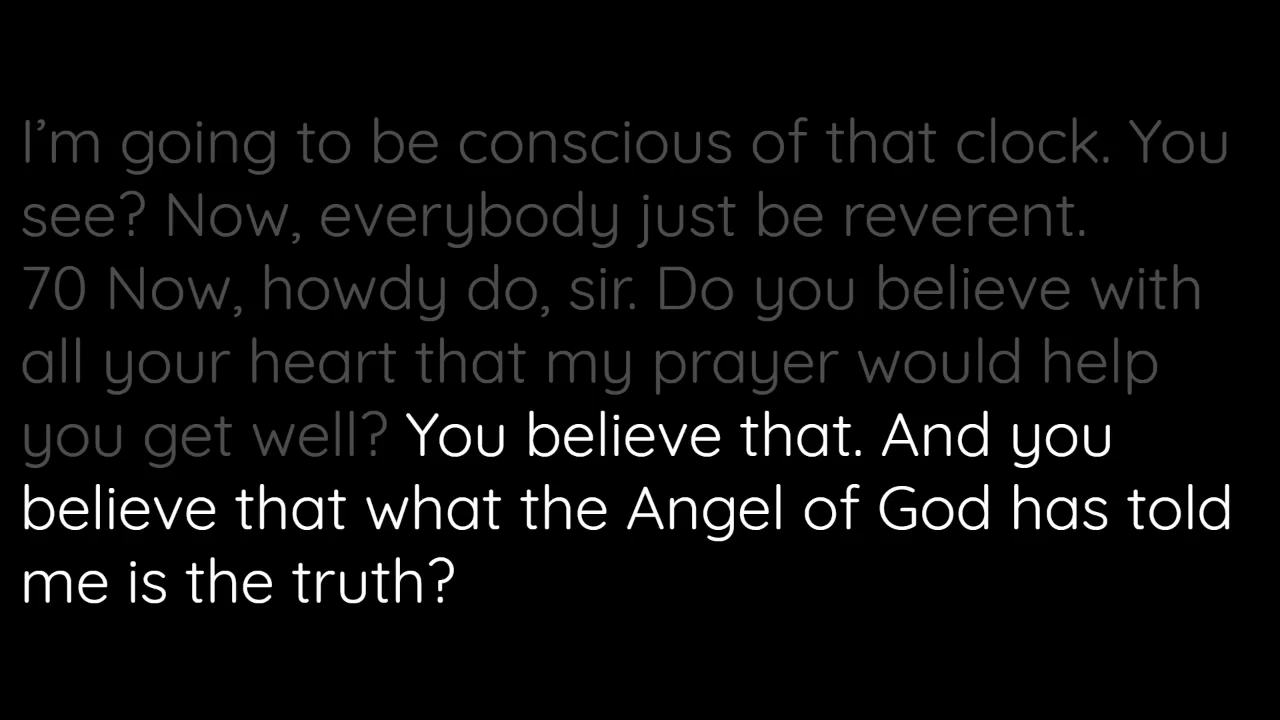 I'm going to be conscious of that clock. You
see? Now, everybody just be reverent.
70 Now, howdy do, sir. Do you believe with
all your heart that my prayer would help
you get well? You believe that. And you
believe that what the Angel of God has told
me is the truth?